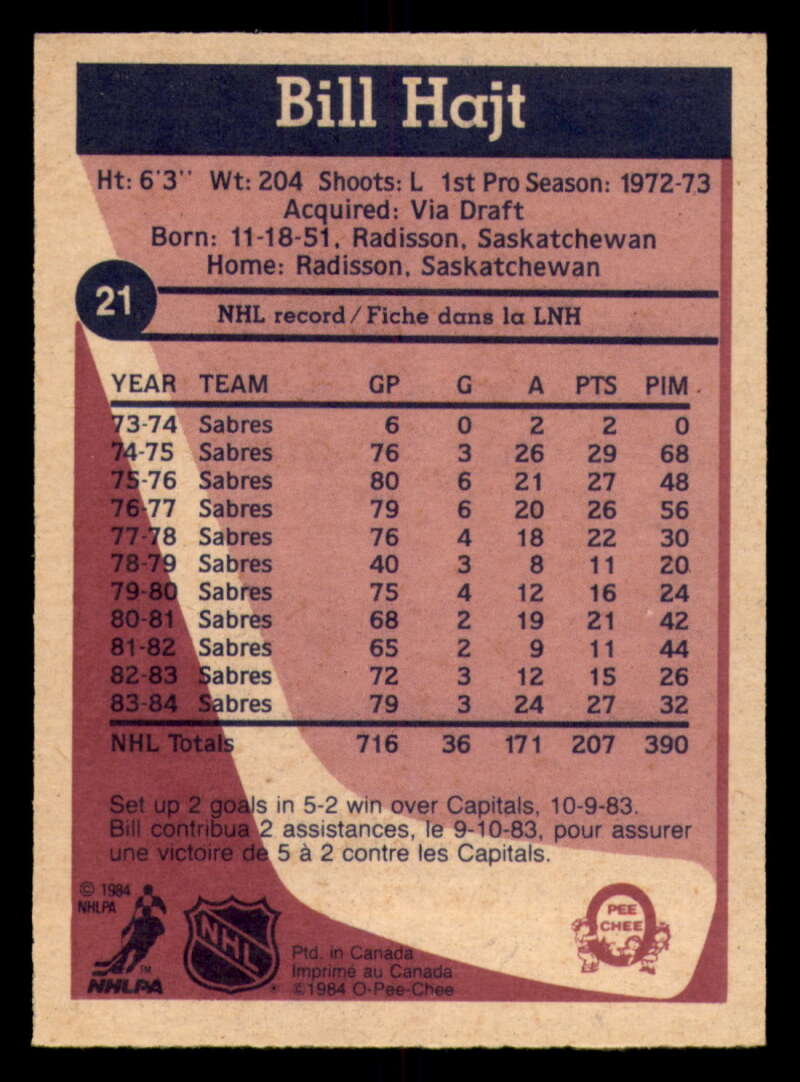 Bill Hajt
Ht: 6'3'' Wt: 204 Shoots: L 1st Pro Season: 1972-73
Acquired: Via Draft
Born: 11-18-51, Radisson, Saskatchewan
Home: Radisson, Saskatchewan
21
NHL record / Fiche dans la LNH
YEAR TEAM GP G A PTS PIM
73-74 Sabres 6 0 2 2 0
74-75 Sabres 76 3 26 29 68
75-76 Sabres 80 6 21 27 48
76-77 Sabres 79 6 20 26 56
77-78 Sabres 76 4 18 22 30
78-79 Sabres 40 3 8 11 20
79-80 Sabres 75 4 12 16 24
80-81 Sabres 68 2 19 21 42
81-82 Sabres 65 2 9 11 44
82-83 Sabres 72 3 12 15 26
83-84 Sabres 79 3 24 27 32
NHL Totals 716 36 171 207 390
Set up 2 goals in 5-2 win over Capitals, 10-9-83.
Bill contribua 2 assistances, le 9-10-83, pour assurer
une victoire de 5 à 2 contre les Capitals.
© 1984
NHLPA
TM
NHLPA
NHL
Ptd. in Canada
Imprimé au Canada
©1984 O-Pee-Chee
PEE
CHEE